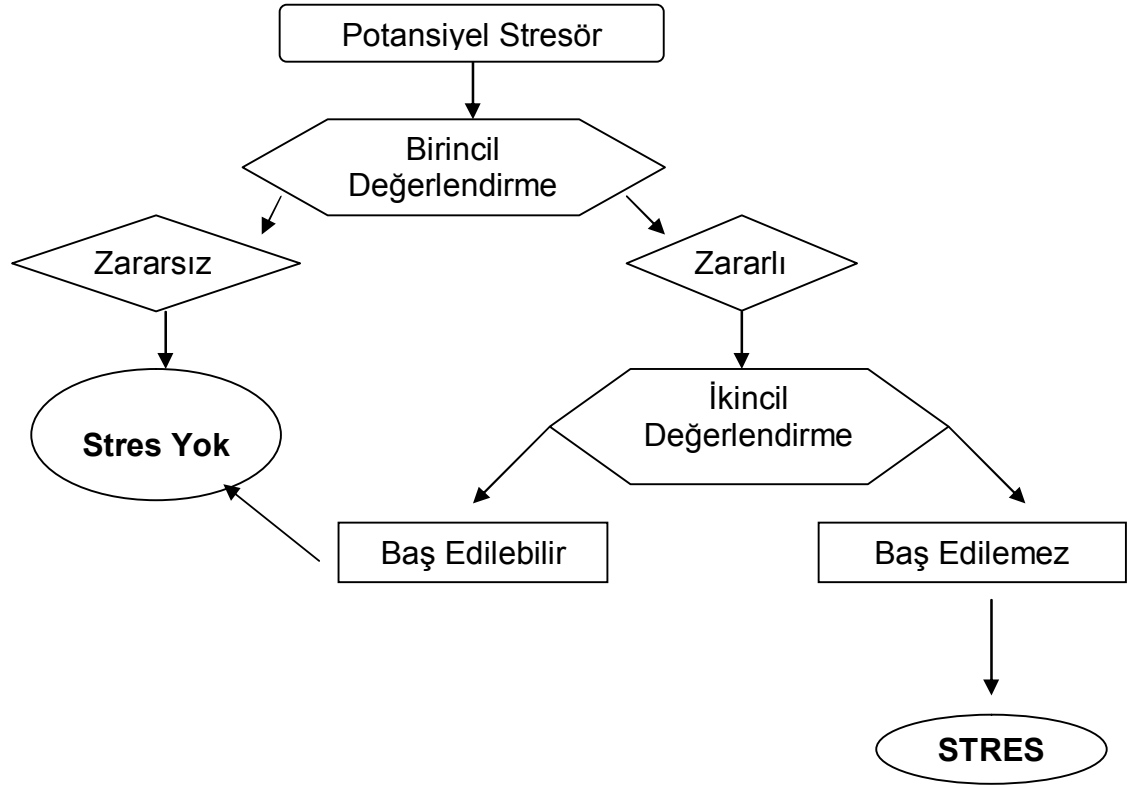 Potansiyel Stresör
Birincil
Değerlendirme
Zararsız
Zararlı
Stres Yok
İkincil
Değerlendirme
Baş Edilebilir
Baş Edilemez
STRES